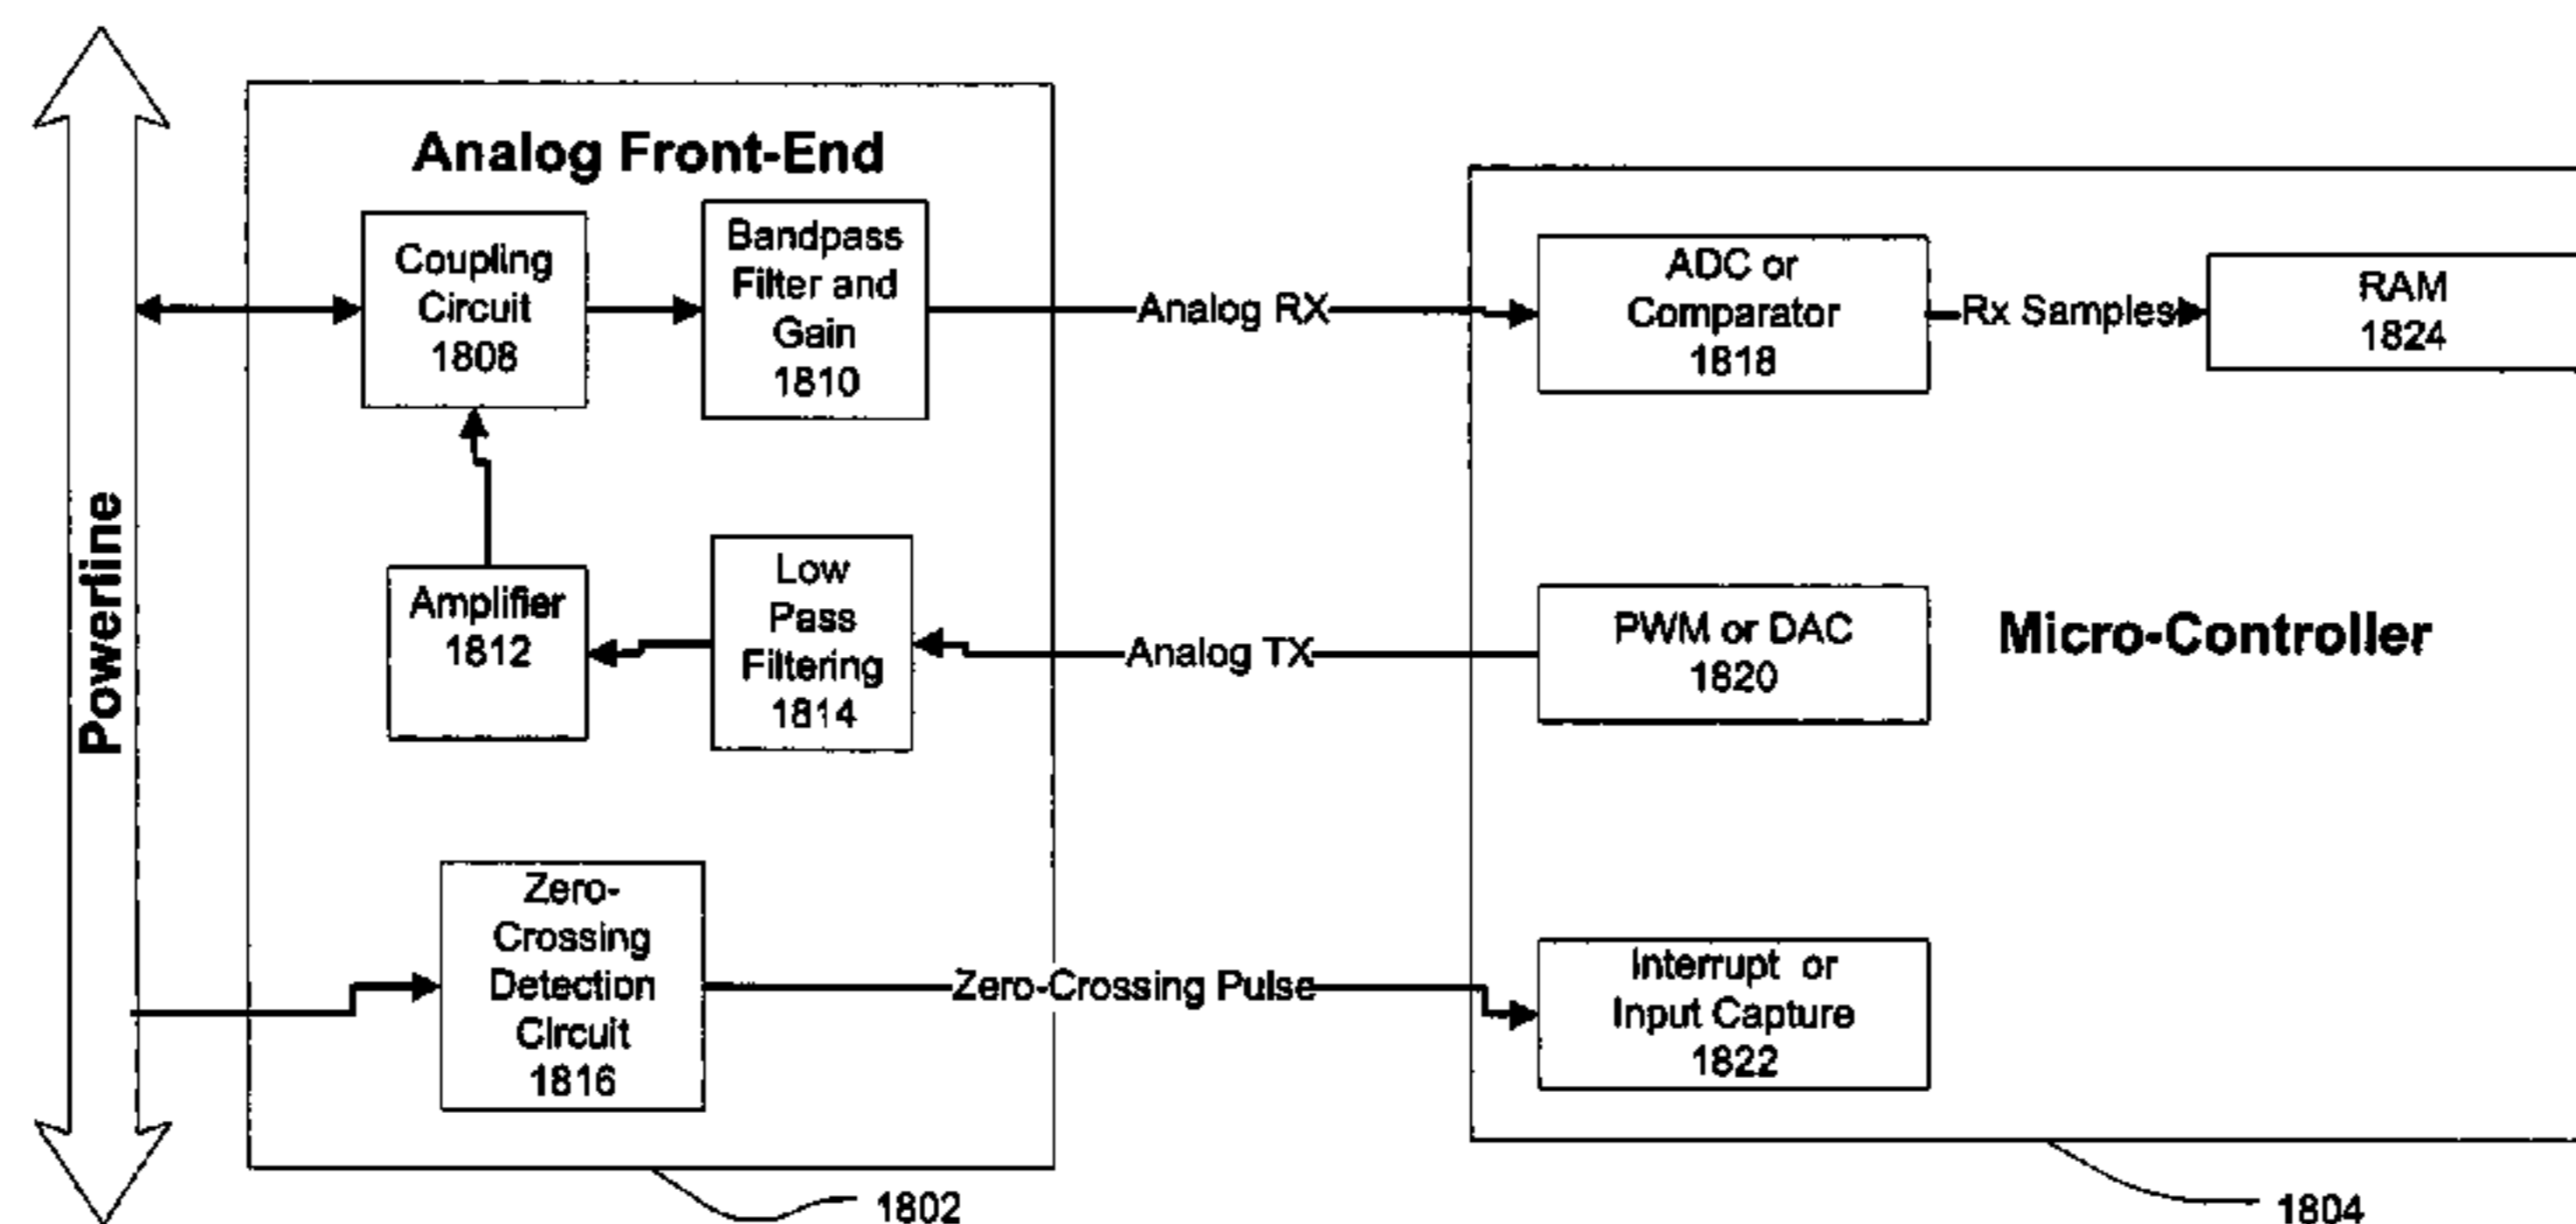 Powerline
Analog Front-End
Coupling
Circuit
1808
Bandpass
Filter and
Gain
1810
Analog RX
ADC or
Comparator
1818
Rx Samples
RAM
1824
Amplifier
1812
Low
Pass
Filtering
1814
Analog TX
PWM or DAC
1820
Micro-Controller
Zero-
Crossing
Detection
Circuit
1816
Zero-Crossing Pulse
Interrupt or
Input Capture
1822
1802
1804